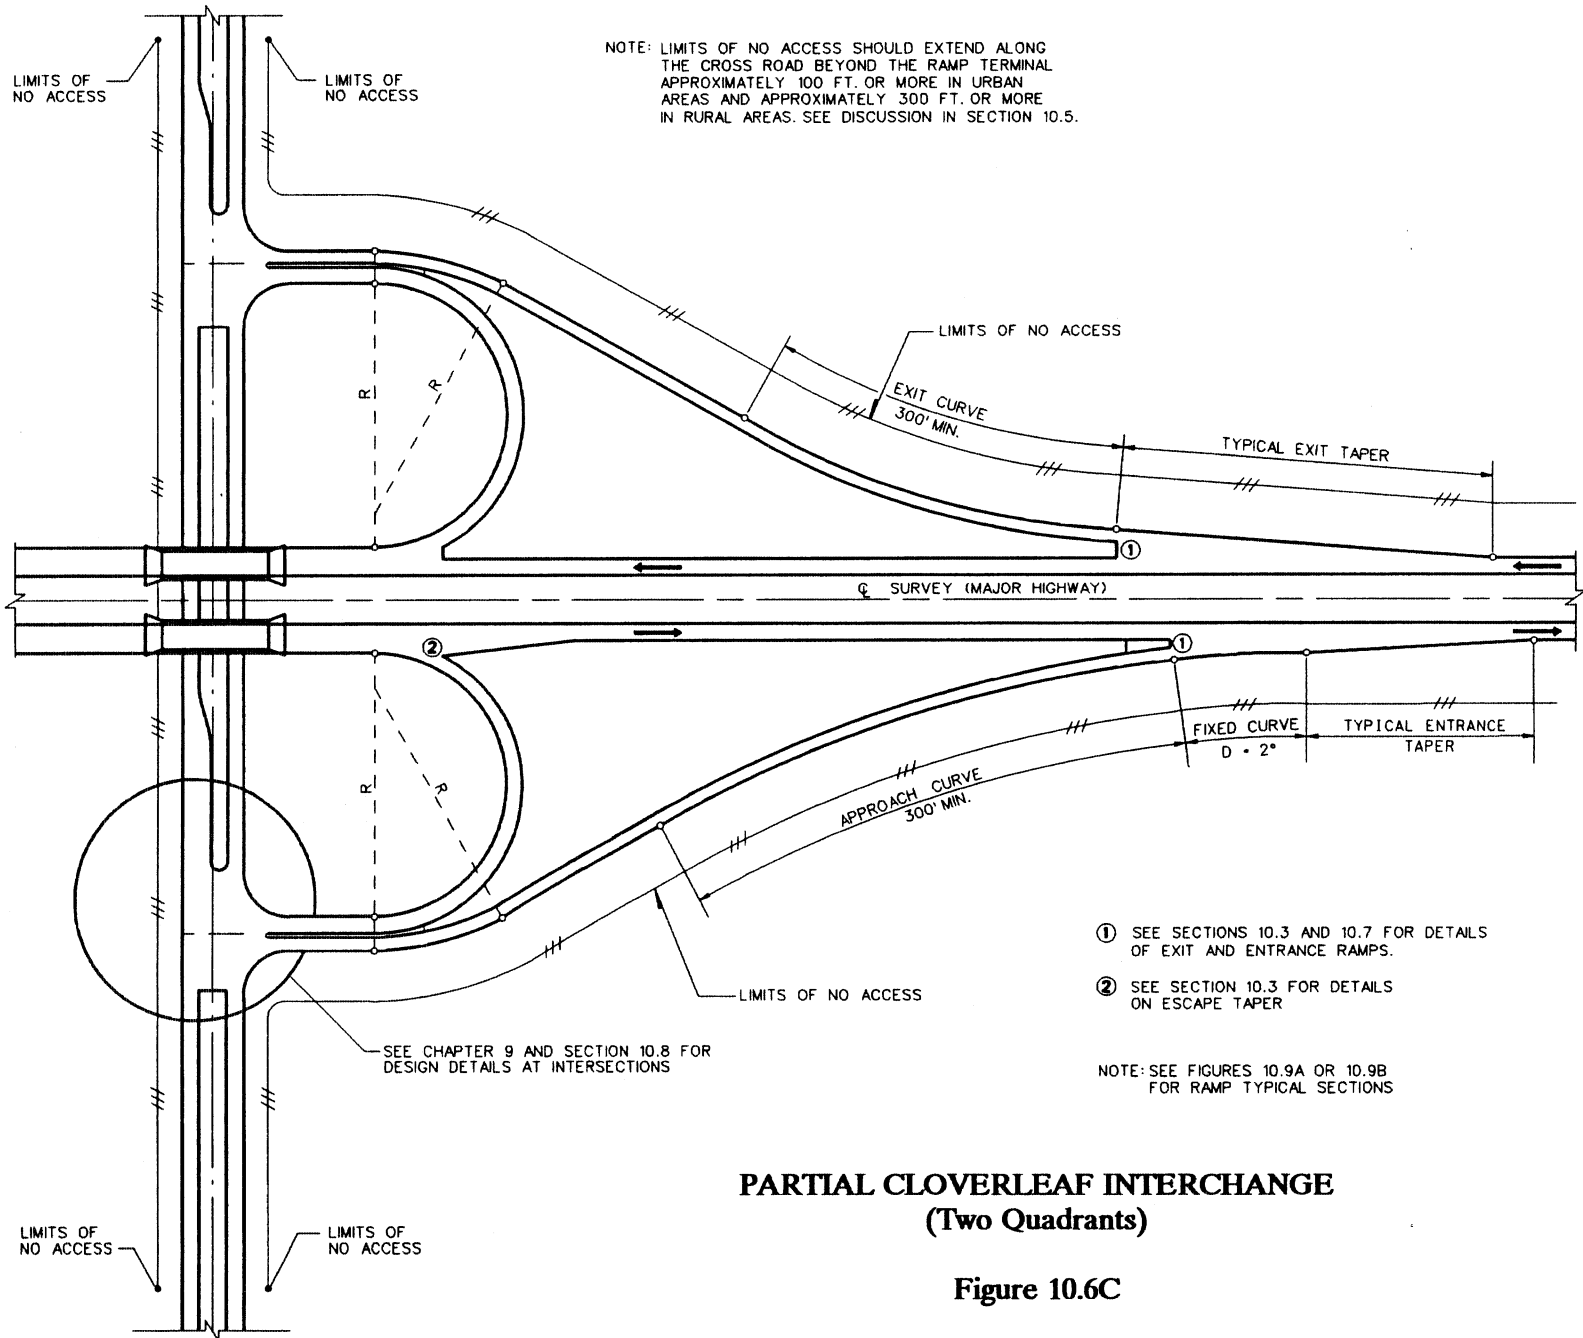 NOTE: LIMITS OF NO ACCESS SHOULD EXTEND ALONG
THE CROSS ROAD BEYOND THE RAMP TERMINAL
APPROXIMATELY 100 FT. OR MORE IN URBAN
AREAS AND APPROXIMATELY 300 FT. OR MORE
IN RURAL AREAS. SEE DISCUSSION IN SECTION 10.5.
LIMITS OF
NO ACCESS
LIMITS OF
NO ACCESS
LIMITS OF NO ACCESS
EXIT CURVE
300' MIN.
TYPICAL EXIT TAPER
R
R
1
℄ SURVEY (MAJOR HIGHWAY)
2
1
FIXED CURVE
D = 2°
TYPICAL ENTRANCE
TAPER
R
R
APPROACH CURVE
300' MIN.
LIMITS OF NO ACCESS
1 SEE SECTIONS 10.3 AND 10.7 FOR DETAILS
OF EXIT AND ENTRANCE RAMPS.
2 SEE SECTION 10.3 FOR DETAILS
ON ESCAPE TAPER
SEE CHAPTER 9 AND SECTION 10.8 FOR
DESIGN DETAILS AT INTERSECTIONS
NOTE: SEE FIGURES 10.9A OR 10.9B
FOR RAMP TYPICAL SECTIONS
LIMITS OF
NO ACCESS
LIMITS OF
NO ACCESS
PARTIAL CLOVERLEAF INTERCHANGE
(Two Quadrants)
Figure 10.6C